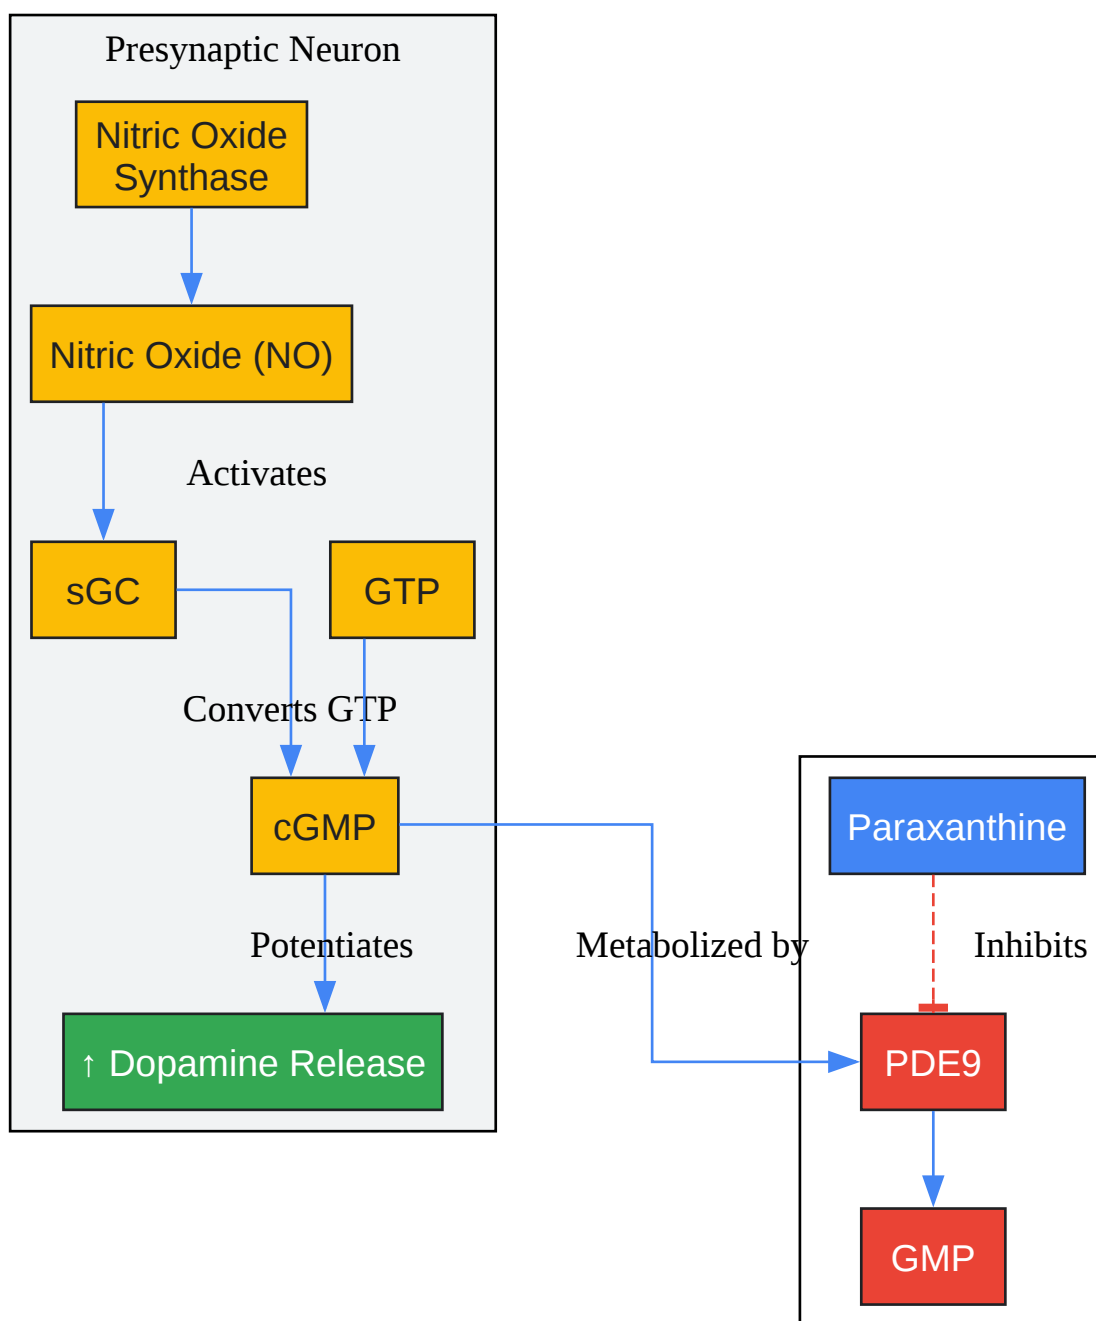 Presynaptic Neuron
Nitric Oxide
Synthase
Nitric Oxide (NO)
Activates
sGC
GTP
Converts GTP
cGMP
Paraxanthine
Potentiates
Metabolized by
Inhibits
↑ Dopamine Release
PDE9
GMP